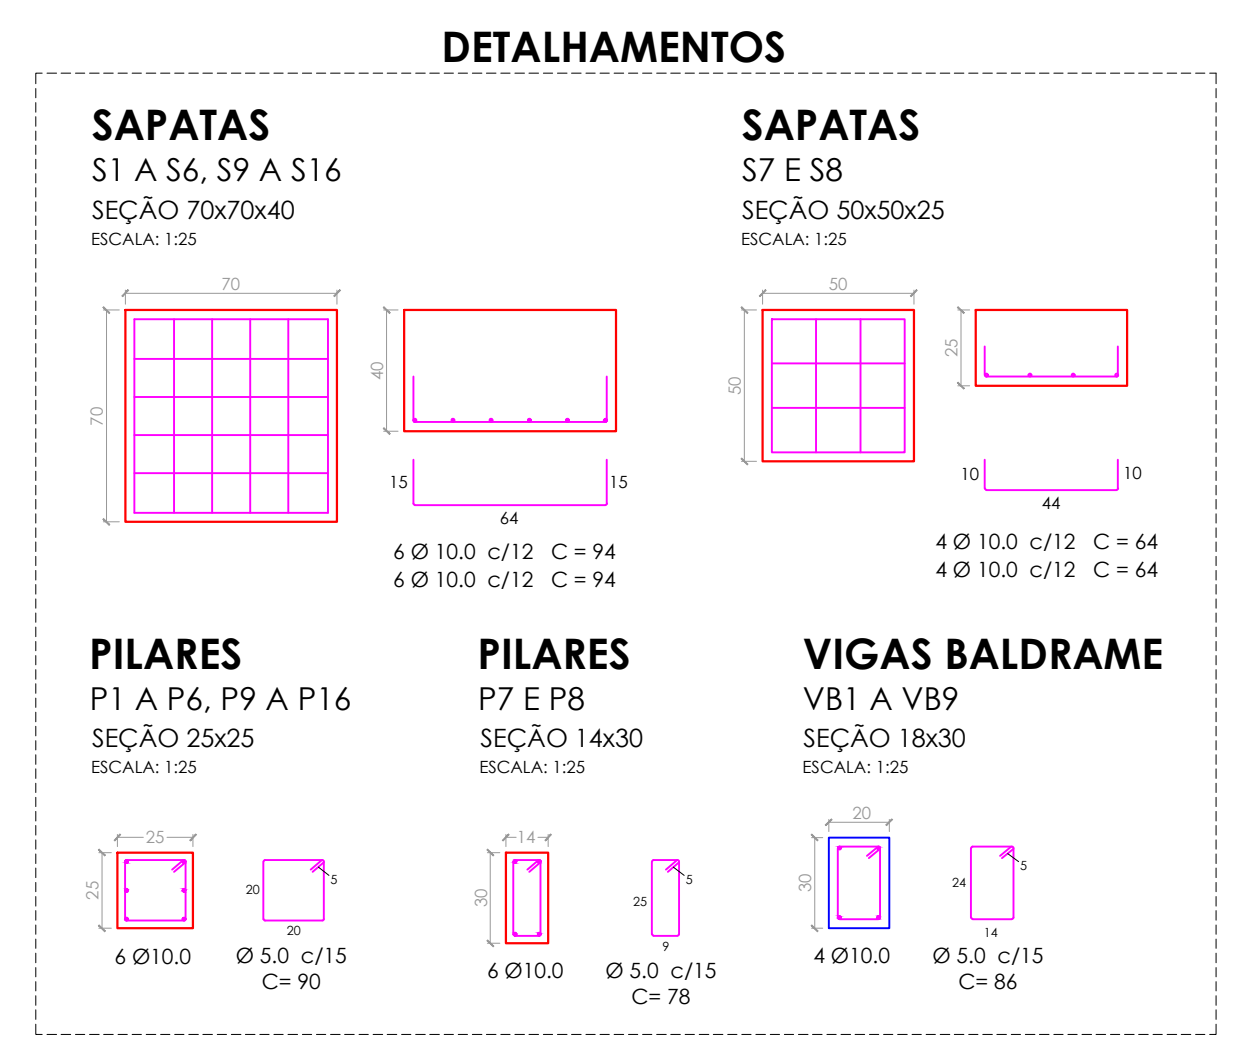 DETALHAMENTOS
SAPATAS
S1 A S6, S9 A S16
SEÇÃO 70x70x40
ESCALA: 1:25
70
70
40
15
15
64
6 Ø 10.0 c/12 C = 94
6 Ø 10.0 c/12 C = 94
SAPATAS
S7 E S8
SEÇÃO 50x50x25
ESCALA: 1:25
50
50
25
10
10
44
4 Ø 10.0 c/12 C = 64
4 Ø 10.0 c/12 C = 64
PILARES
P1 A P6, P9 A P16
SEÇÃO 25x25
ESCALA: 1:25
25
25
6 Ø10.0
20
5
20
Ø 5.0 c/15
C= 90
PILARES
P7 E P8
SEÇÃO 14x30
ESCALA: 1:25
14
30
6 Ø10.0
25
5
9
Ø 5.0 c/15
C= 78
VIGAS BALDRAME
VB1 A VB9
SEÇÃO 18x30
ESCALA: 1:25
20
30
4 Ø10.0
24
5
14
Ø 5.0 c/15
C= 86